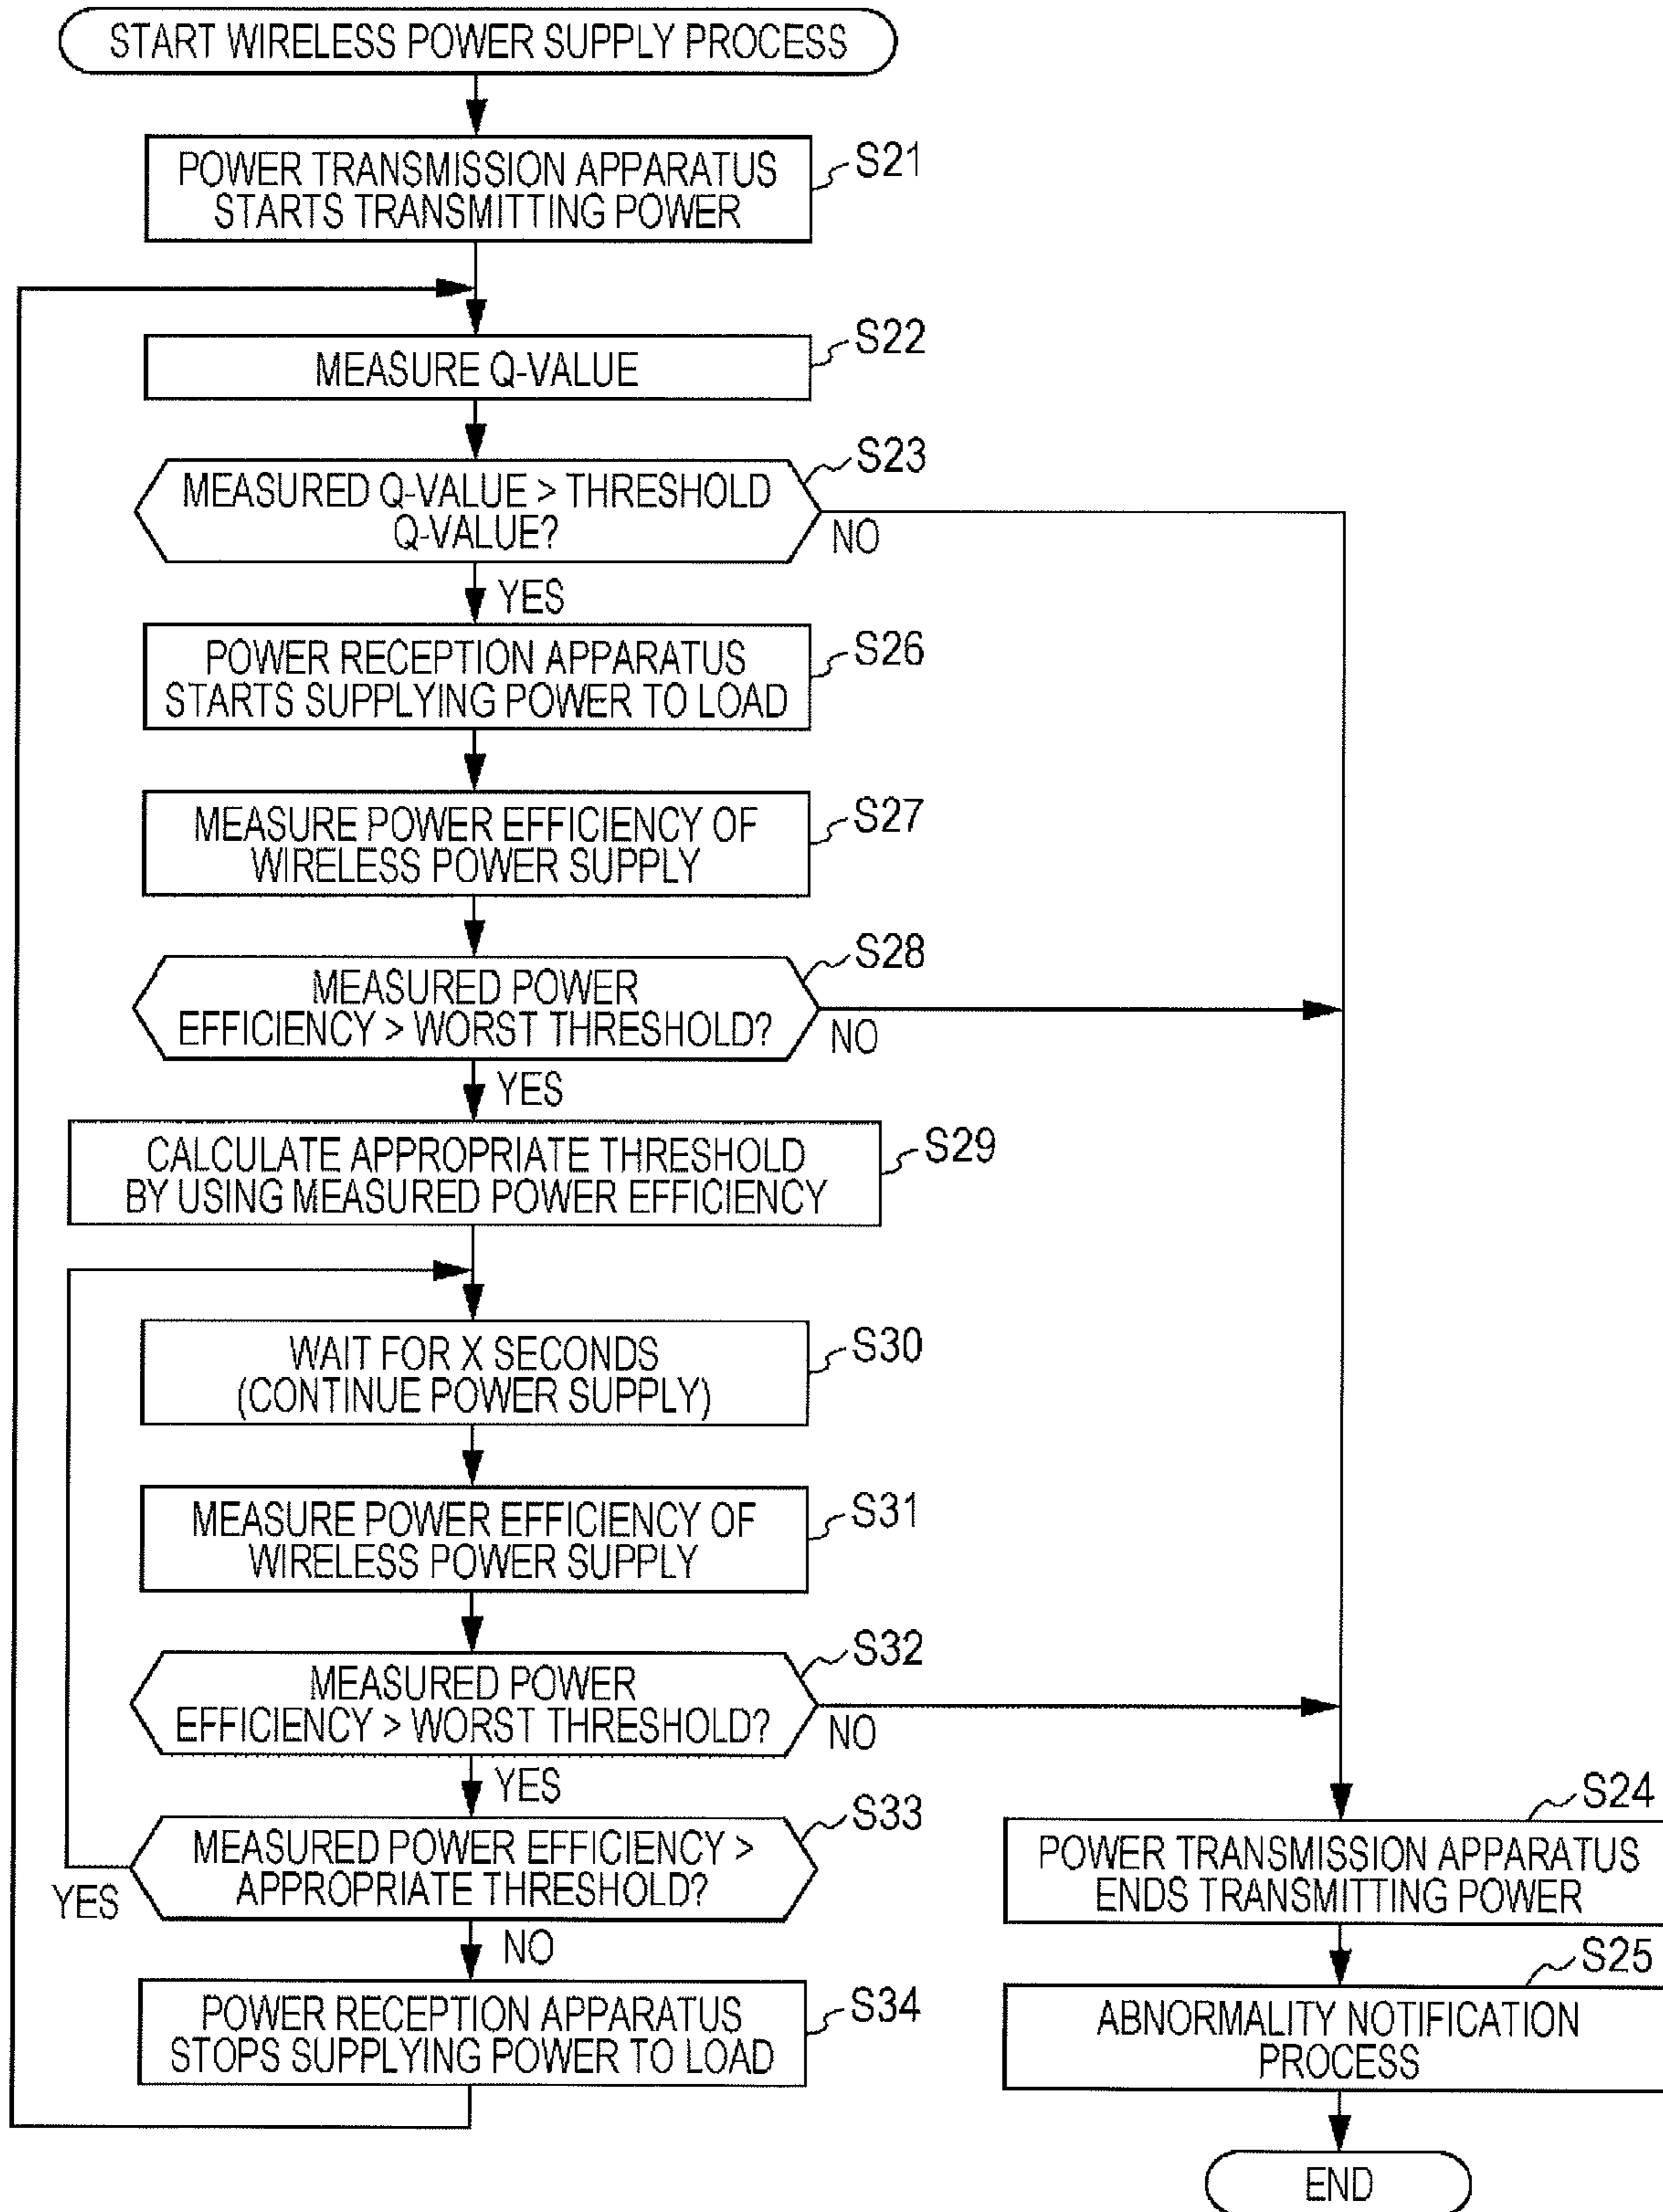 START WIRELESS POWER SUPPLY PROCESS
POWER TRANSMISSION APPARATUS
STARTS TRANSMITTING POWER
S21
MEASURE Q-VALUE
S22
MEASURED Q-VALUE > THRESHOLD
Q-VALUE?
S23
NO
YES
POWER RECEPTION APPARATUS
STARTS SUPPLYING POWER TO LOAD
S26
MEASURE POWER EFFICIENCY OF
WIRELESS POWER SUPPLY
S27
MEASURED POWER
EFFICIENCY > WORST THRESHOLD?
S28
NO
YES
CALCULATE APPROPRIATE THRESHOLD
BY USING MEASURED POWER EFFICIENCY
S29
WAIT FOR X SECONDS
(CONTINUE POWER SUPPLY)
S30
MEASURE POWER EFFICIENCY OF
WIRELESS POWER SUPPLY
S31
MEASURED POWER
EFFICIENCY > WORST THRESHOLD?
S32
NO
YES
MEASURED POWER EFFICIENCY >
APPROPRIATE THRESHOLD?
S33
YES
NO
POWER RECEPTION APPARATUS
STOPS SUPPLYING POWER TO LOAD
S34
S24
POWER TRANSMISSION APPARATUS
ENDS TRANSMITTING POWER
S25
ABNORMALITY NOTIFICATION
PROCESS
END